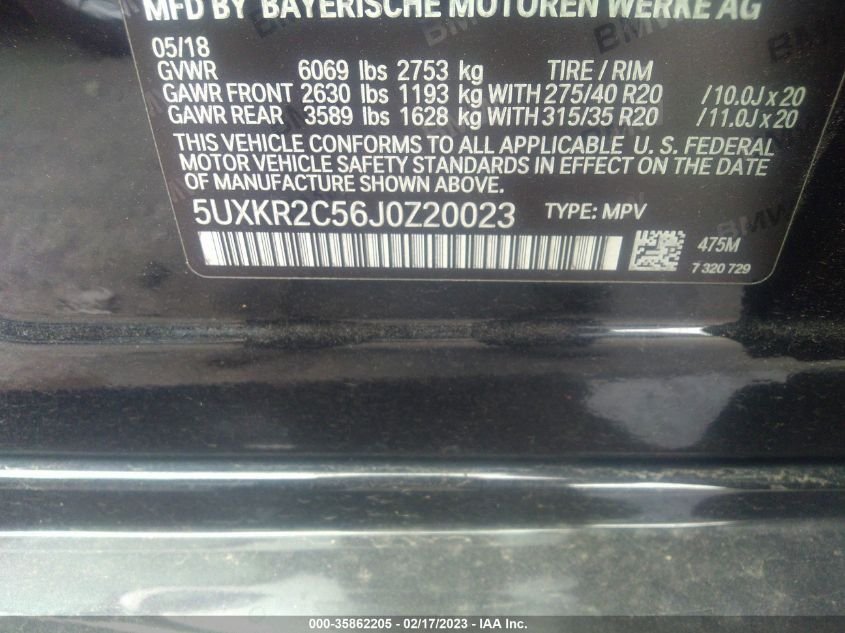 MFD BY BAYERISCHE MOTOREN WERKE AG
05/18
GVWR 6069 lbs 2753 kg TIRE / RIM
GAWR FRONT 2630 lbs 1193 kg WITH 275/40 R20 / 10.0J x 20
GAWR REAR 3589 lbs 1628 kg WITH 315/35 R20 / 11.0J x 20
THIS VEHICLE CONFORMS TO ALL APPLICABLE U. S. FEDERAL
MOTOR VEHICLE SAFETY STANDARDS IN EFFECT ON THE DATE
OF MANUFACTURE SHOWN ABOVE.
5UXKR2C56J0Z20023 TYPE: MPV
475M
7 320 729
000-35862205 - 02/17/2023 - IAA Inc.